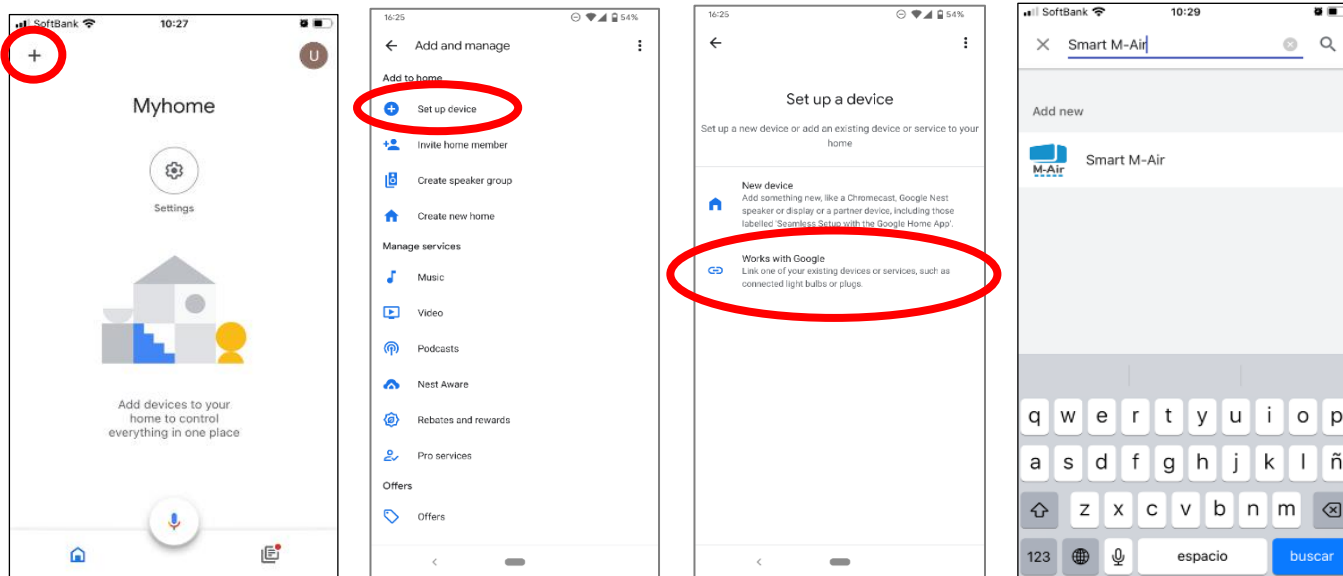 SoftBank 10:27
+
U
Myhome
Settings
Add devices to your
home to control
everything in one place
16:25 54%
Add and manage
Add to home
Set up device
Invite home member
Create speaker group
Create new home
Manage services
Music
Video
Podcasts
Nest Aware
Rebates and rewards
Pro services
Offers
Offers
16:25 54%
Set up a device
Set up a new device or add an existing device or service to your
home
New device
Add something new, like a Chromecast, Google Nest
speaker or display or a partner device, including those
labelled 'Seamless Setup with the Google Home App'.
Works with Google
Link one of your existing devices or services, such as
connected light bulbs or plugs.
SoftBank 10:29
Smart M-Air
Add new
M-Air Smart M-Air
q w e r t y u i o p
a s d f g h j k l ñ
z x c v b n m
123 espacio buscar